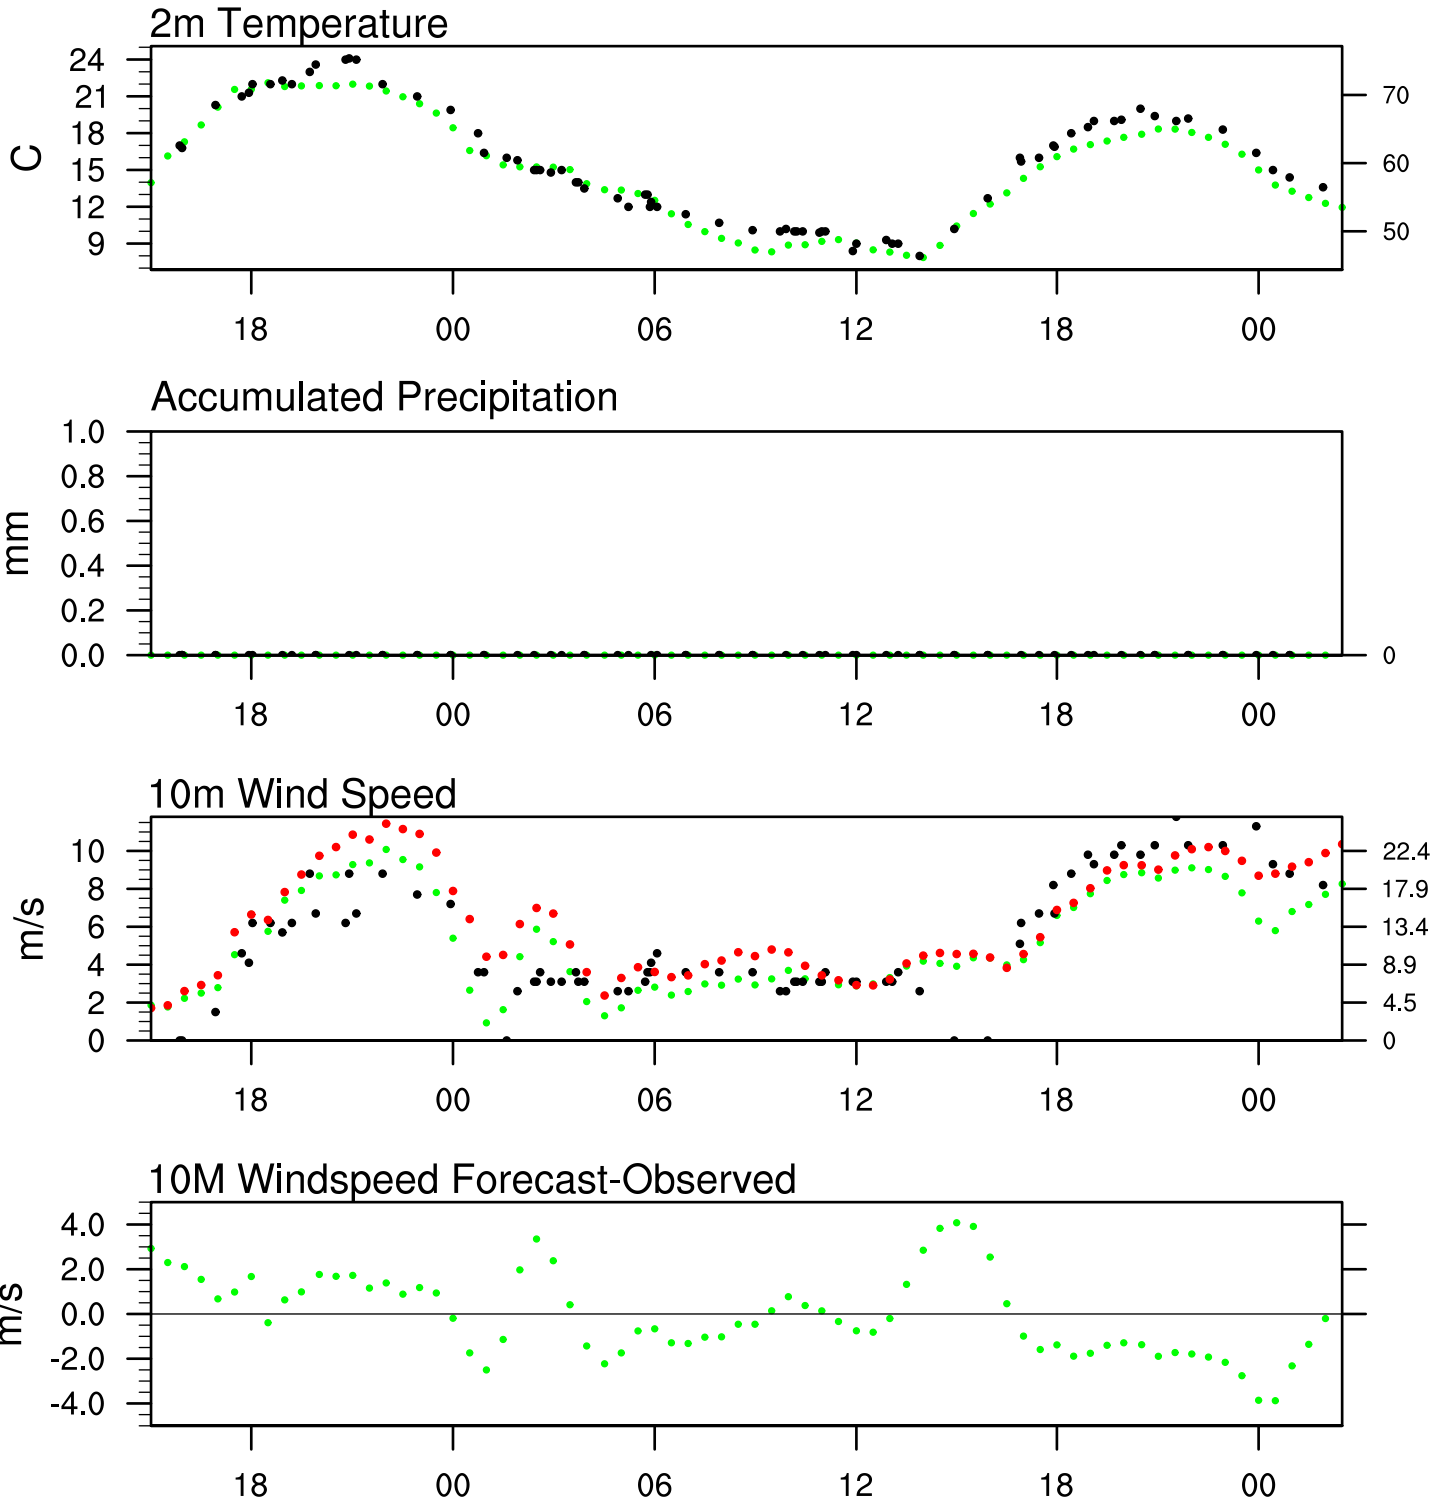 2m Temperature
24
21
18
15
12
9
C
70
60
50
18 00 06 12 18 00
Accumulated Precipitation
1.0
0.8
0.6
0.4
0.2
0.0
mm
0
18 00 06 12 18 00
10m Wind Speed
10
8
6
4
2
0
m/s
22.4
17.9
13.4
8.9
4.5
0
18 00 06 12 18 00
10M Windspeed Forecast-Observed
4.0
2.0
0.0
-2.0
-4.0
m/s
18 00 06 12 18 00